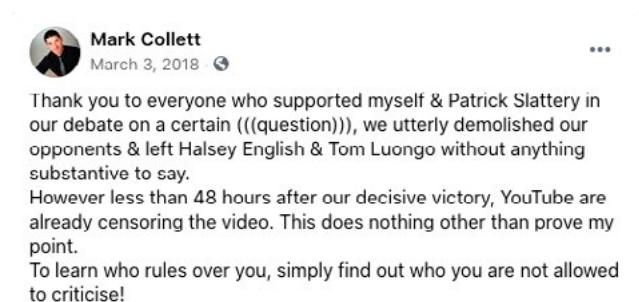 Mark Collett
March 3, 2018 ·
Thank you to everyone who supported myself & Patrick Slattery in
our debate on a certain (((question))), we utterly demolished our
opponents & left Halsey English & Tom Luongo without anything
substantive to say.
However less than 48 hours after our decisive victory, YouTube are
already censoring the video. This does nothing other than prove my
point.
To learn who rules over you, simply find out who you are not allowed
to criticise!